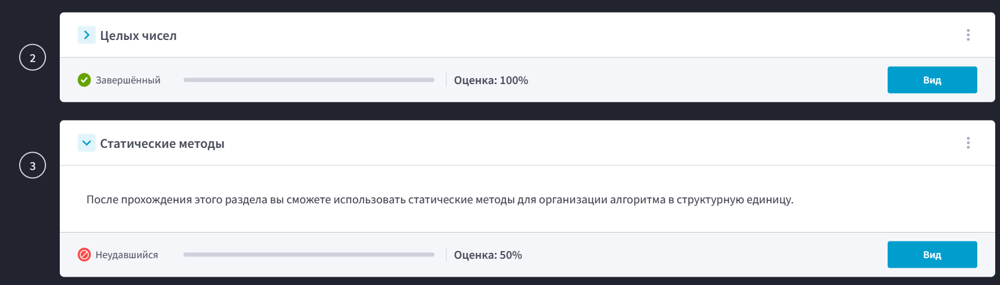 2
Целых чисел
Завершённый
Оценка: 100%
Вид
3
Статические методы
После прохождения этого раздела вы сможете использовать статические методы для организации алгоритма в структурную единицу.
Неудавшийся
Оценка: 50%
Вид